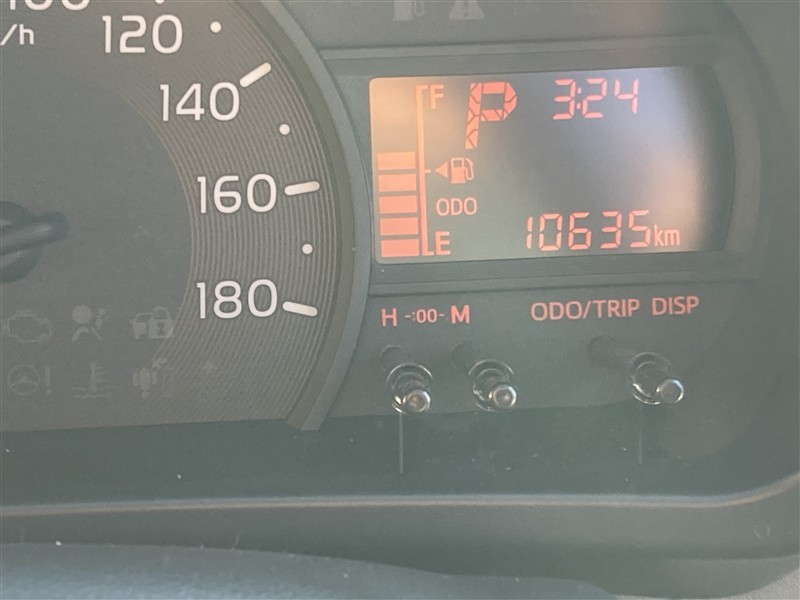 120
140
160
180
/h
F
P
3:24
ODO
E
10635km
H -:00- M
ODO/TRIP DISP